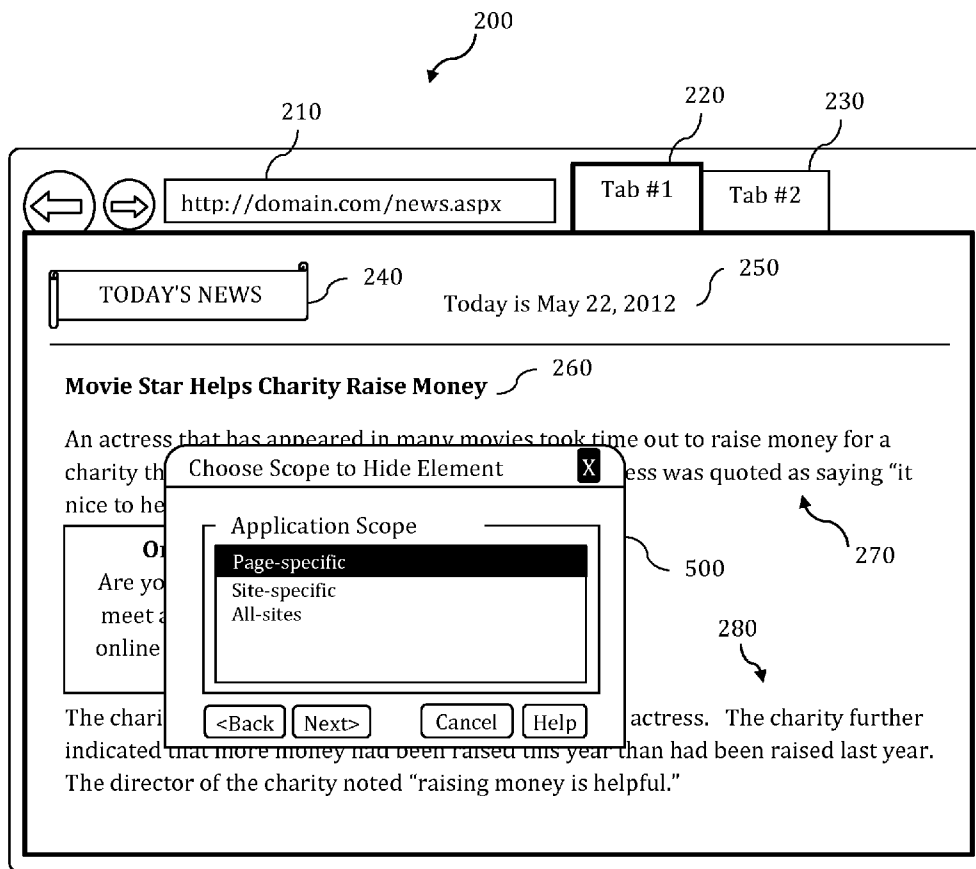 200
210
220
230
http://domain.com/news.aspx
Tab #1
Tab #2
TODAY'S NEWS
240
Today is May 22, 2012
250
Movie Star Helps Charity Raise Money
260
An actress that has appeared in many movies took time out to raise money for a
charity th
ess was quoted as saying “it
nice to he
Choose Scope to Hide Element
X
270
Application Scope
Page-specific
Site-specific
All-sites
500
Are yo
meet a
online
280
<Back
Next>
Cancel
Help
The chari
actress. The charity further
indicated that more money had been raised this year than had been raised last year.
The director of the charity noted “raising money is helpful.”